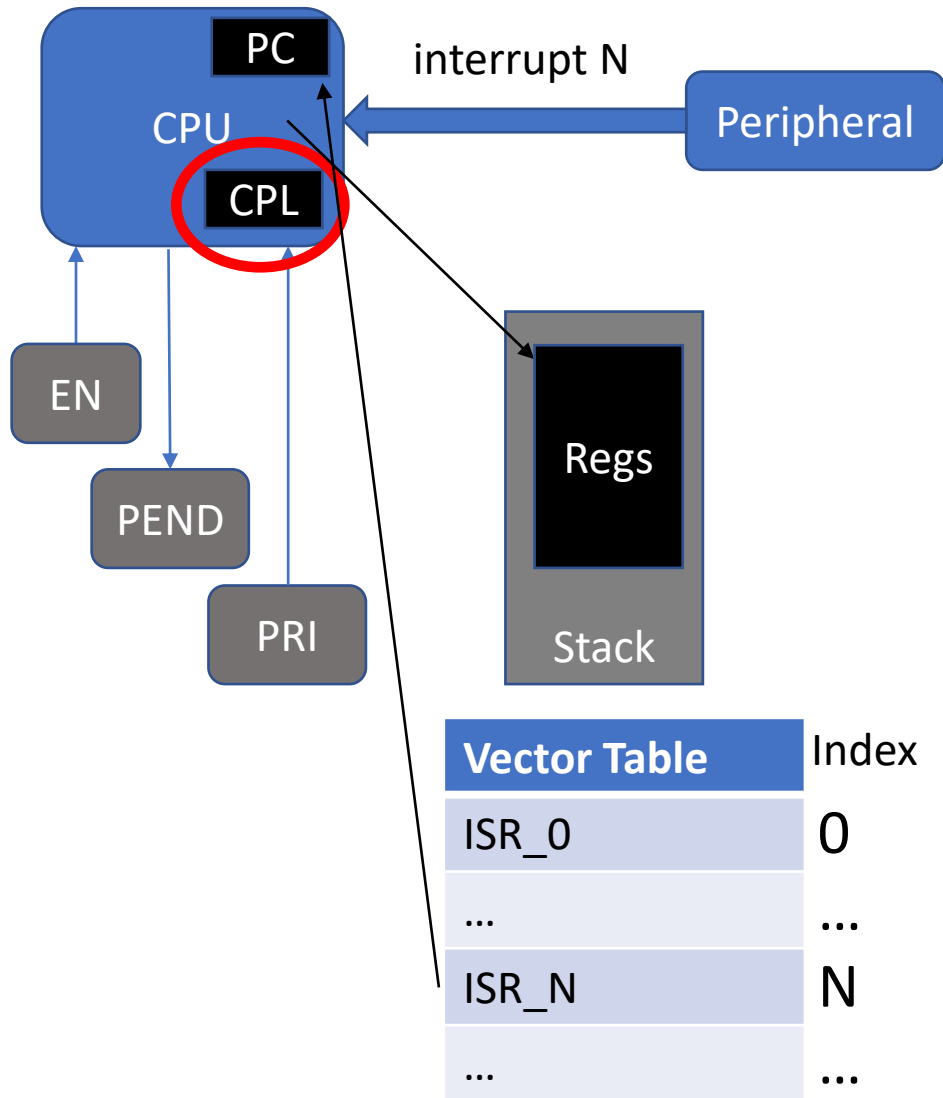 PC
interrupt N
CPU
Peripheral
CPL
EN
PEND
PRI
Regs
Stack
Vector Table Index
ISR_0 0
... ...
ISR_N N
... ...